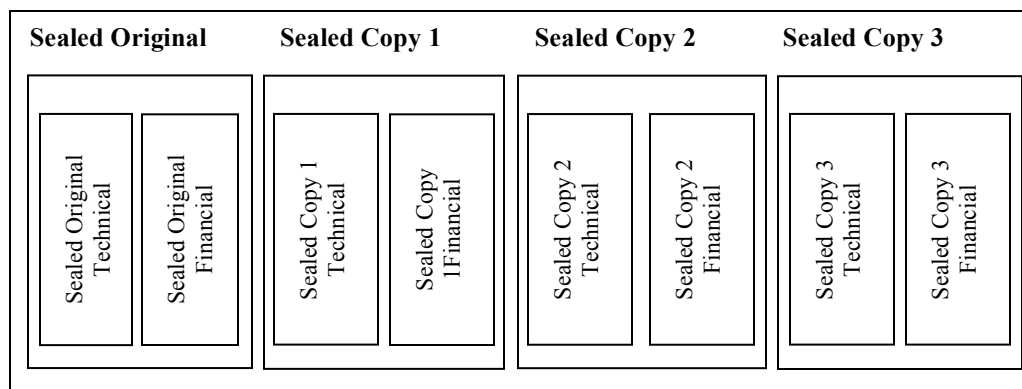 Sealed Original
Sealed Copy 1
Sealed Copy 2
Sealed Copy 3
Sealed Original
Technical
Sealed Original
Financial
Sealed Copy 1
Technical
Sealed Copy
1Financial
Sealed Copy 2
Technical
Sealed Copy 2
Financial
Sealed Copy 3
Technical
Sealed Copy 3
Financial